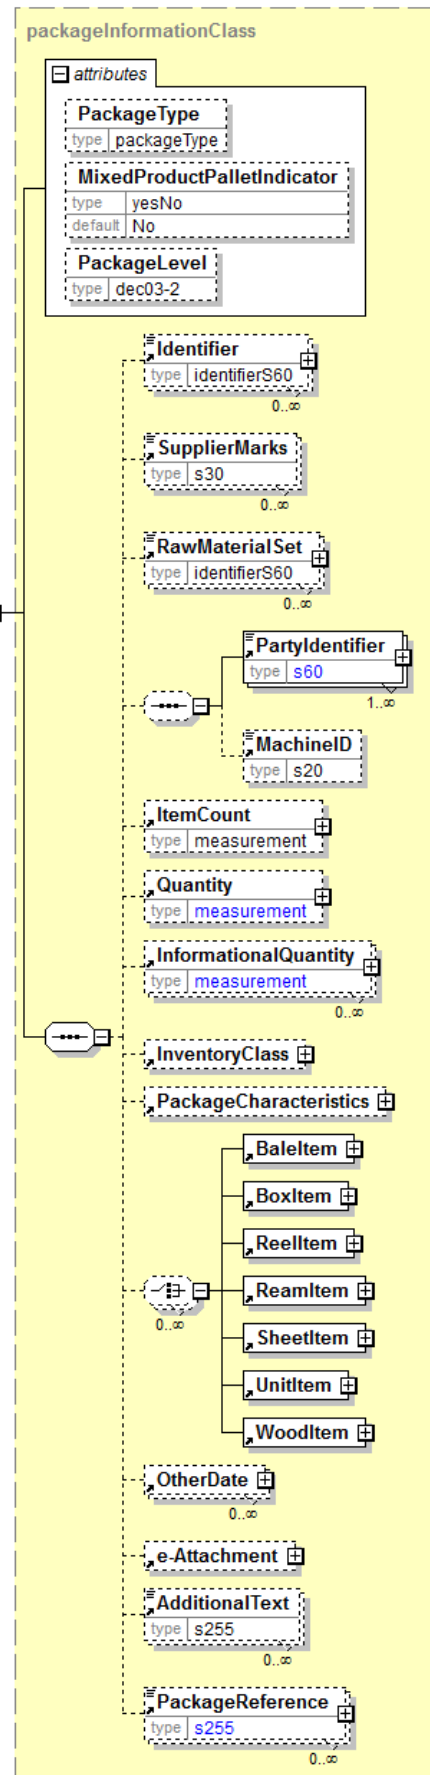 packageInformationClass
attributes
PackageType
type packageType
MixedProductPalletIndicator
type yesNo
default No
PackageLevel
type dec03-2
Identifier
type identifierS60
0..∞
SupplierMarks
type s30
0..∞
RawMaterialSet
type identifierS60
0..∞
PartyIdentifier
type s60
1..∞
MachineID
type s20
ItemCount
type measurement
Quantity
type measurement
InformationalQuantity
type measurement
0..∞
InventoryClass
PackageCharacteristics
BaleItem
BoxItem
ReelItem
ReamItem
0..∞
SheetItem
UnitItem
WoodItem
OtherDate
0..∞
e-Attachment
AdditionalText
type s255
0..∞
PackageReference
type s255
0..∞